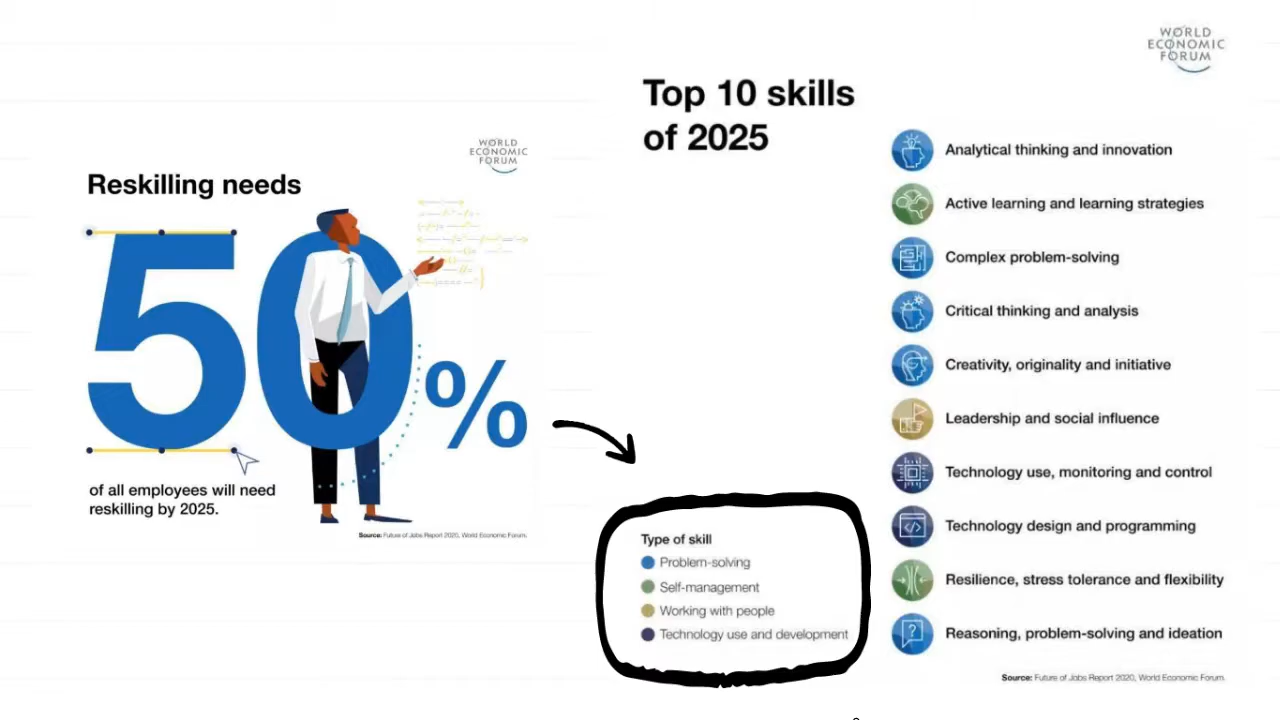 WORLD
ECONOMIC
FORUM
Reskilling needs
50%
of all employees will need
reskilling by 2025.
Source: Future of Jobs Report 2020, World Economic Forum.
WORLD
ECONOMIC
FORUM
Top 10 skills
of 2025
Type of skill
Problem-solving
Self-management
Working with people
Technology use and development
Analytical thinking and innovation
Active learning and learning strategies
Complex problem-solving
Critical thinking and analysis
Creativity, originality and initiative
Leadership and social influence
Technology use, monitoring and control
Technology design and programming
Resilience, stress tolerance and flexibility
Reasoning, problem-solving and ideation
Source: Future of Jobs Report 2020, World Economic Forum.